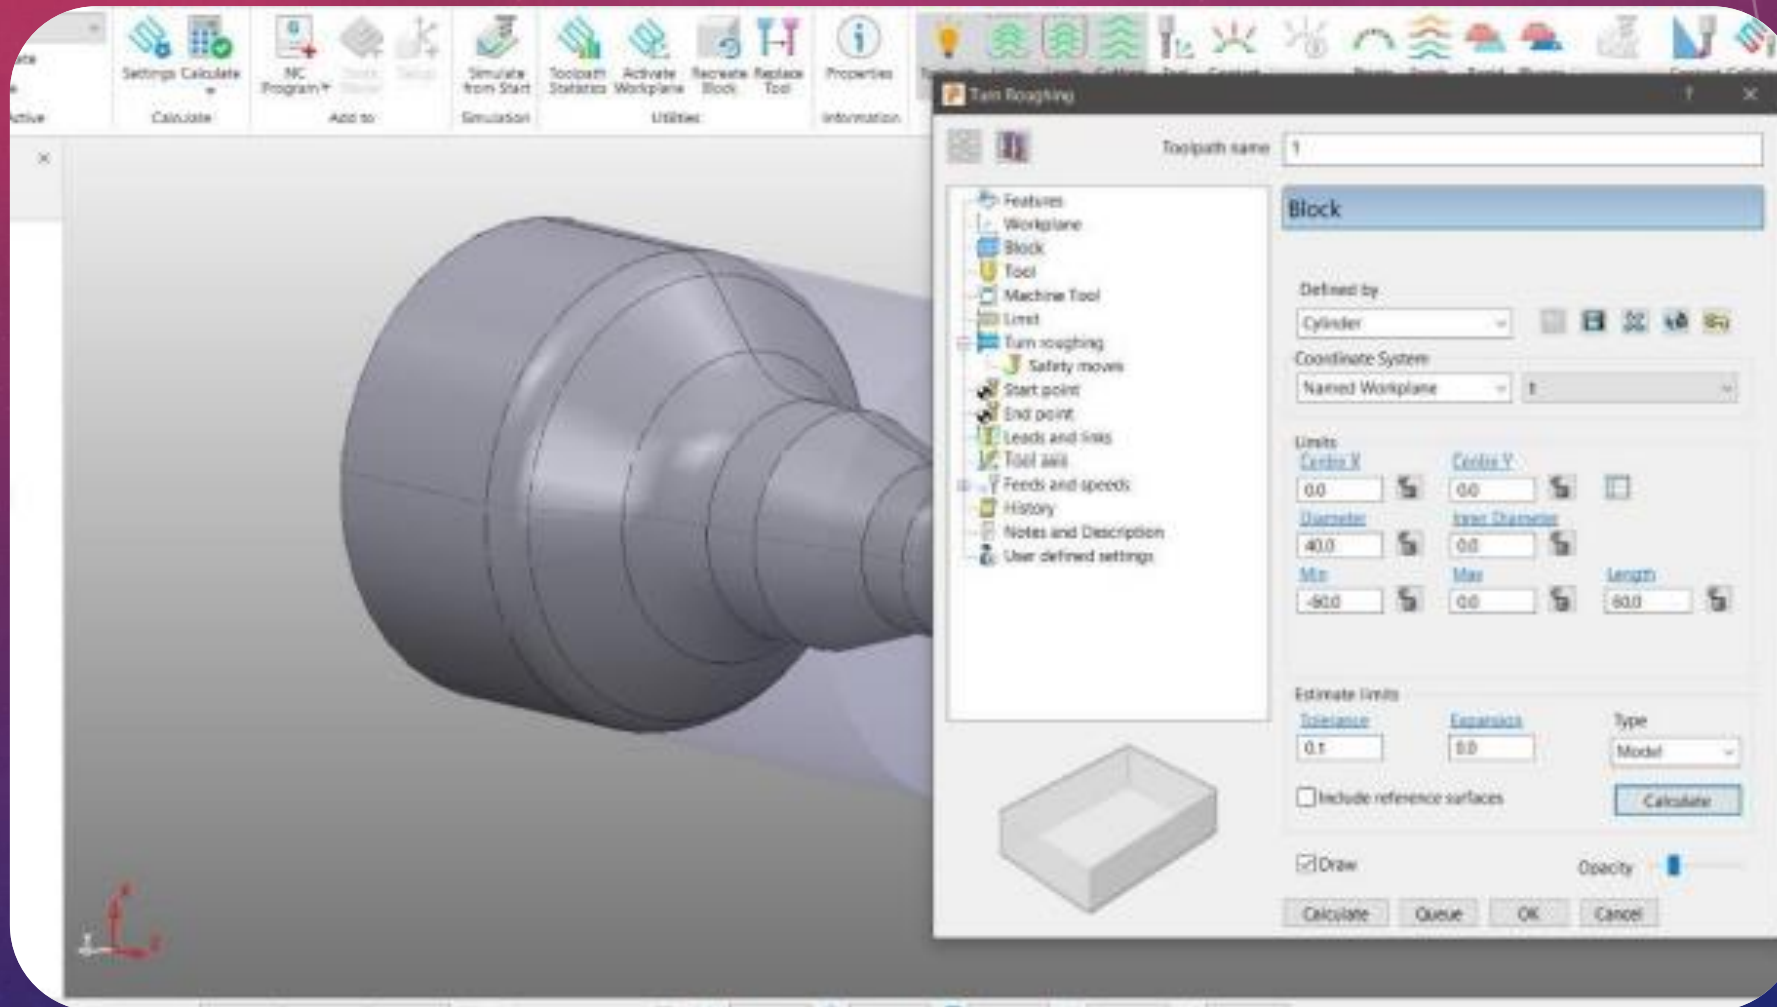 Settings Calculate
NC Program
Simulate from Start
Toolpath Statistics
Activate Workplane
Recreate Block
Replace Tool
Properties
Calculate
Add to
Simulation
Utilities
Information
Turn Roughing
?
Toolpath name 1
Features
Workplane
Block
Tool
Machine Tool
Limit
Turn roughing
Safety moves
Start point
End point
Leads and links
Tool axis
Feeds and speeds
History
Notes and Description
User defined settings
Block
Defined by
Cylinder
Coordinate System
Named Workplane
Limits
Centre X Centre Y
0.0 0.0
Diameter Inner Diameter
40.0 0.0
Min Max Length
-60.0 0.0 60.0
Estimate limits
Tolerance Expansion Type
0.1 0.0 Model
Include reference surfaces Calculate
Draw Opacity
Calculate Queue OK Cancel